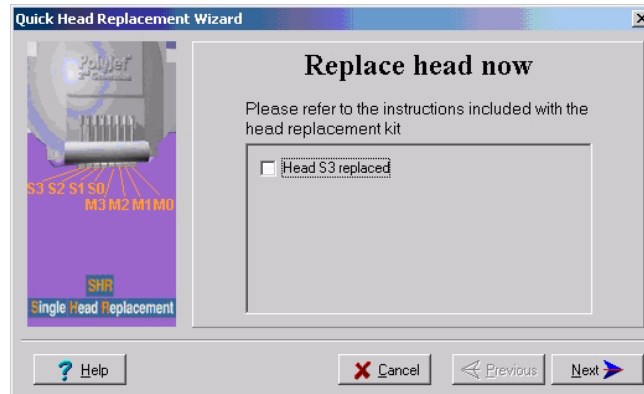 Quick Head Replacement Wizard
PolyJet
Replace head now
Please refer to the instructions included with the
head replacement kit
Head S3 replaced
S3 S2 S1 S0
M3 M2 M1 M0
SHR
Single Head Replacement
Help
Cancel
Previous
Next